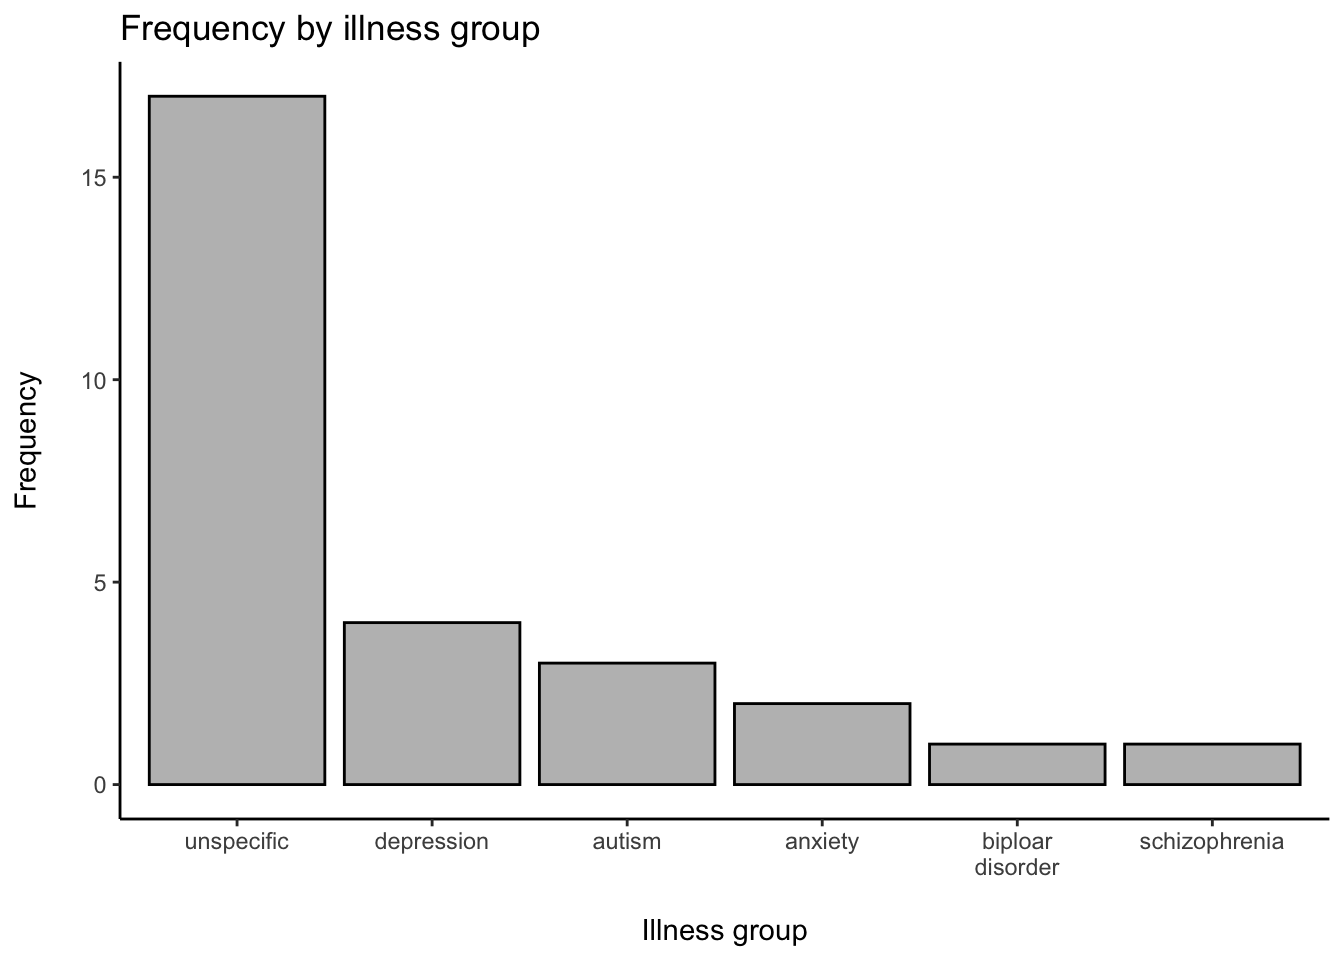 Frequency by illness group
Frequency
15
10
5
0
unspecific
depression
autism
anxiety
biploar
disorder
schizophrenia
Illness group